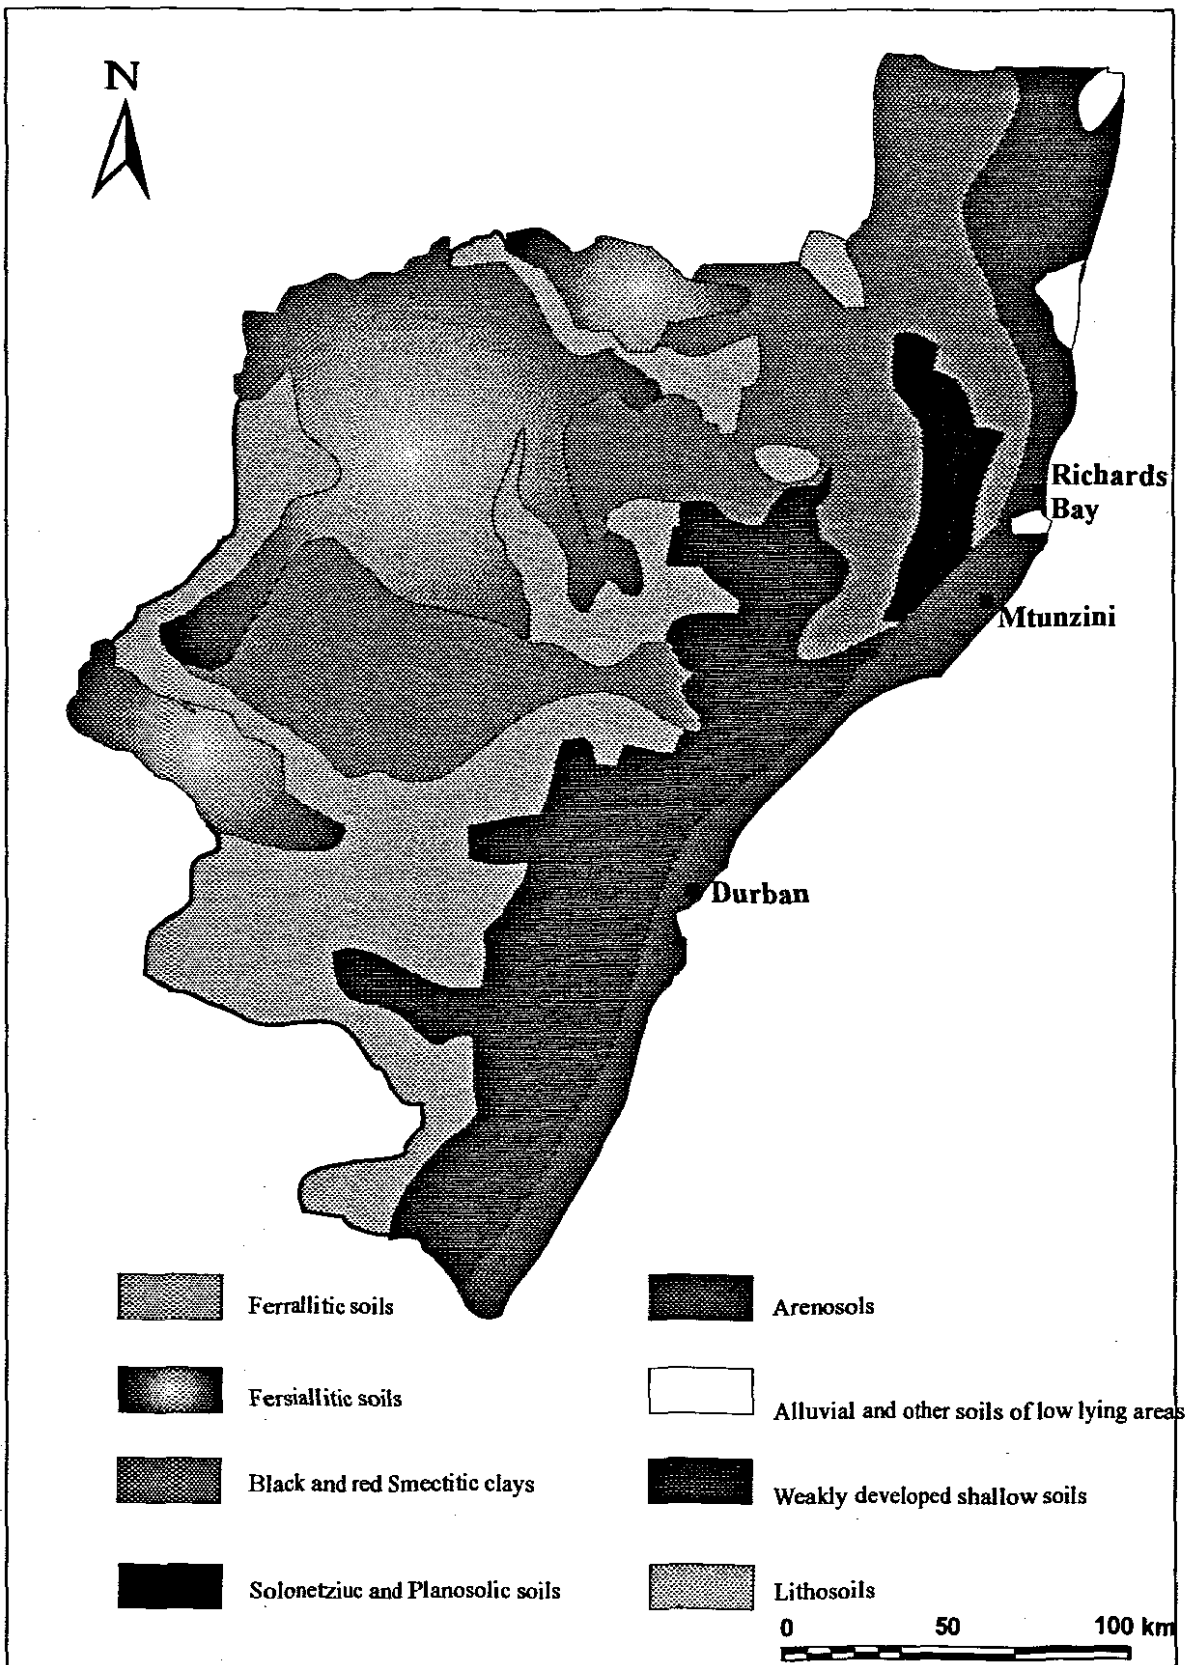 N
Richards
Bay
Mtunzini
Durban
Ferrallitic soils
Arenosols
Fersiallitic soils
Alluvial and other soils of low lying areas
Black and red Smectitic clays
Weakly developed shallow soils
Solonetziuc and Planosolic soils
Lithosoils
0 50 100 km